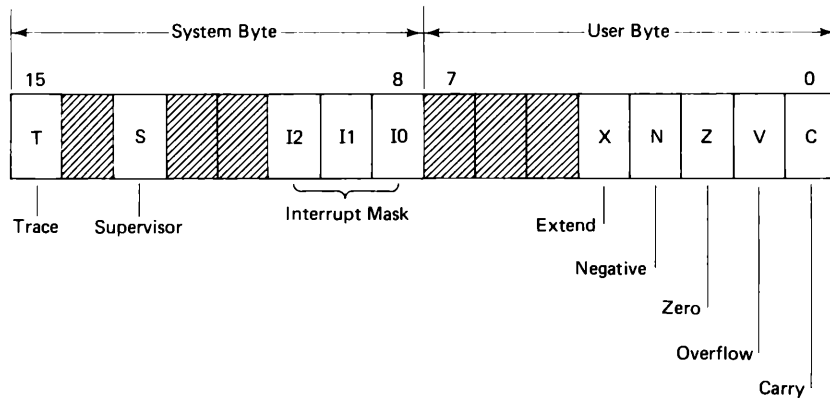 System Byte User Byte
15 8 7 0
T S I2 I1 I0 X N Z V C
Trace Supervisor Interrupt Mask Extend
Negative
Zero
Overflow
Carry